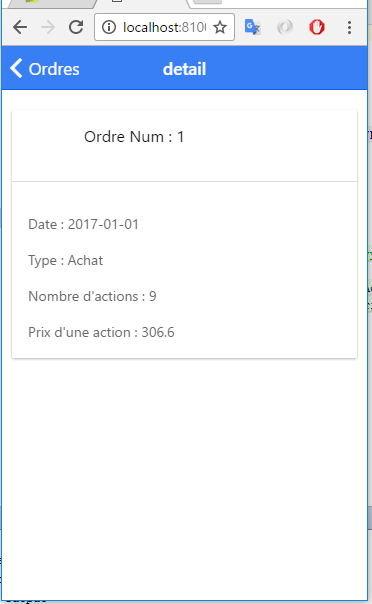 localhost:810
Ordres
detail
Ordre Num : 1
Date : 2017-01-01
Type : Achat
Nombre d'actions : 9
Prix d'une action : 306.6